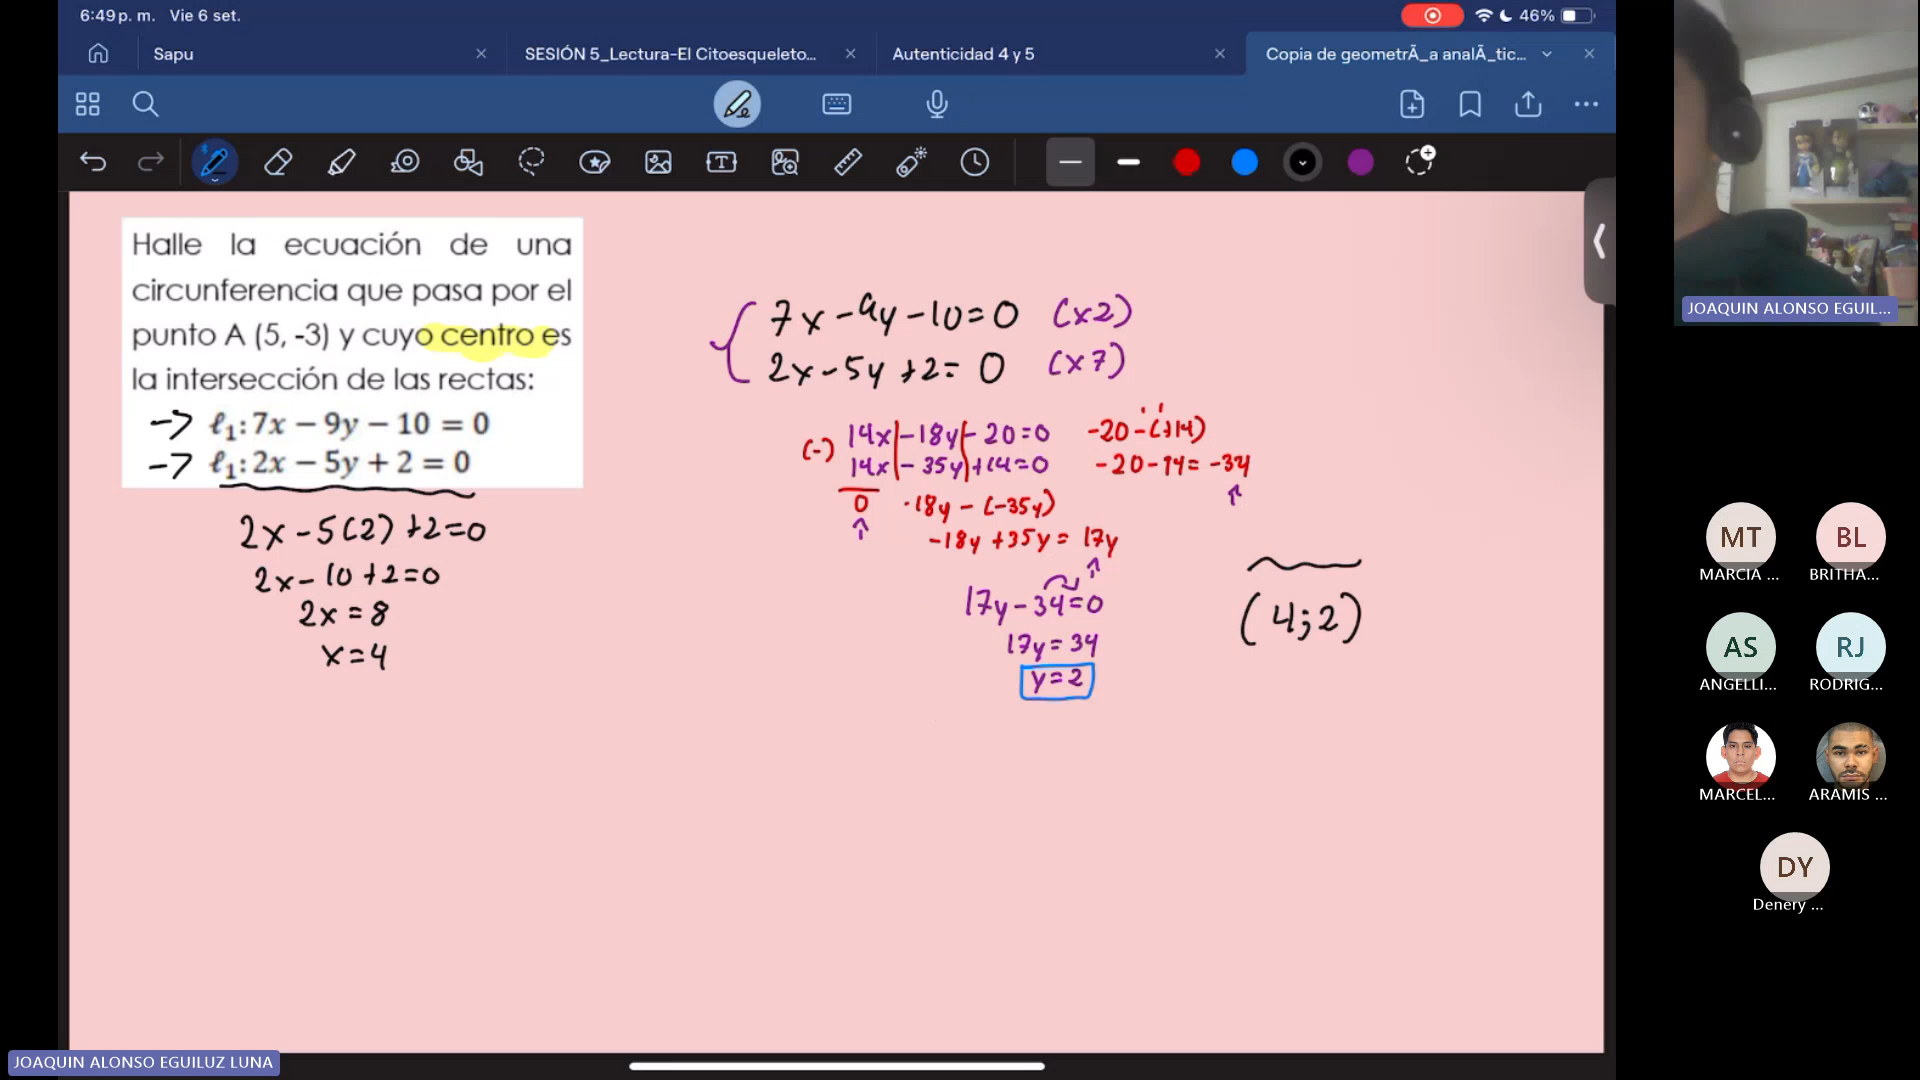 6:49 p. m. Vie 6 set.
46%
Sapu
SESIÓN 5_Lectura-El Citoesqueleto...
Autenticidad 4 y 5
Copia de geometrÃ_a analÃ_tic...
Halle la ecuación de una
circunferencia que pasa por el
punto A (5, -3) y cuyo centro es
la intersección de las rectas:
-> ℓ₁: 7x − 9y − 10 = 0
-> ℓ₁: 2x − 5y + 2 = 0
2x - 5(2) +2=0
2x - 10 +2=0
2x = 8
x=4
7x - 9y - 10 = 0 (x2)
2x - 5y +2 = 0 (x7)
(-) 14x - 18y - 20 = 0
14x - 35y + 14 = 0
0
-18y - (-35y)
-18y + 35y = 17y
-20 - (+14)
-20 - 14 = -34
17y - 34 = 0
17y = 34
y = 2
(4;2)
JOAQUIN ALONSO EGUIL...
MT
MARCIA ...
BL
BRITHA...
AS
ANGELLI...
RJ
RODRIG...
MARCEL...
ARAMIS ...
DY
Denery ...
JOAQUIN ALONSO EGUILUZ LUNA